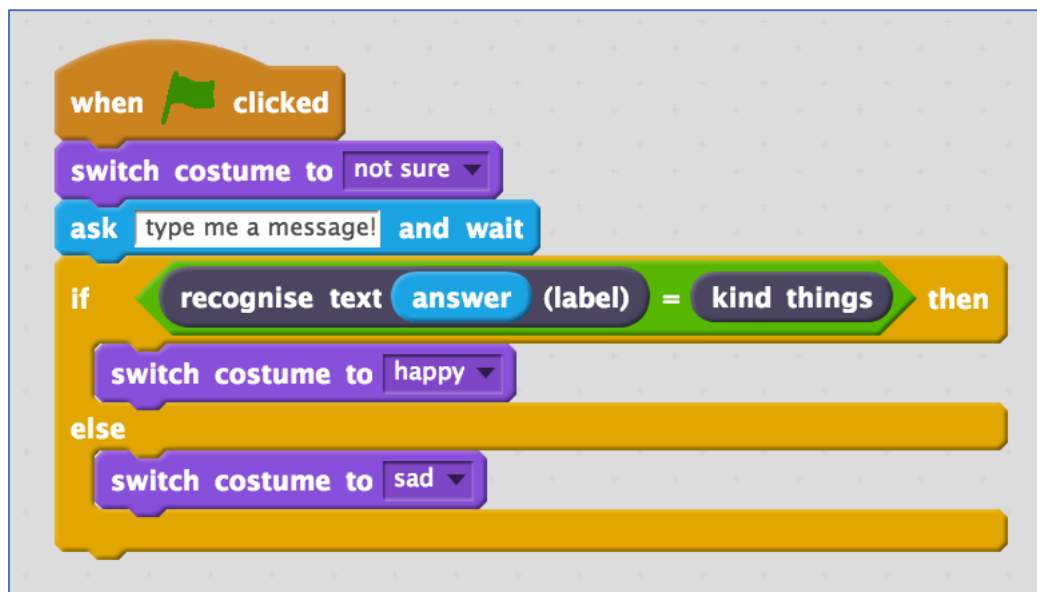 when clicked
switch costume to not sure
ask type me a message! and wait
if recognise text answer (label) = kind things then
switch costume to happy
else
switch costume to sad